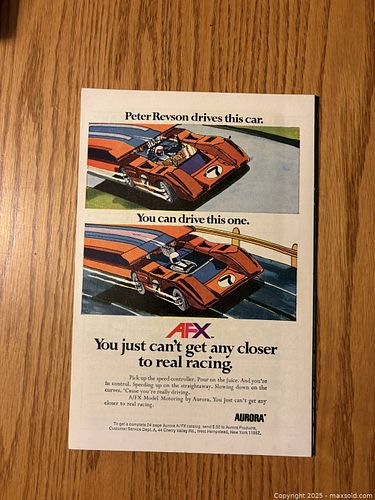 Peter Revson drives this car.
7
You can drive this one.
7
AFX
You just can't get any closer
to real racing.
Pick up the speed controller. Pour on the juice. And you're
in control. Speeding up on the straightaway. Slowing down on the
curves. 'Cause you're really driving.
A/FX Model Motoring by Aurora. You just can't get any
closer to real racing.
AURORA
To get a complete 24 page Aurora A/FX catalog, send $.50 to Aurora Products,
Customer Service Dept. A, 44 Cherry Valley Rd., West Hempstead, New York 11552.
Copyright 2025 - maxsold.com